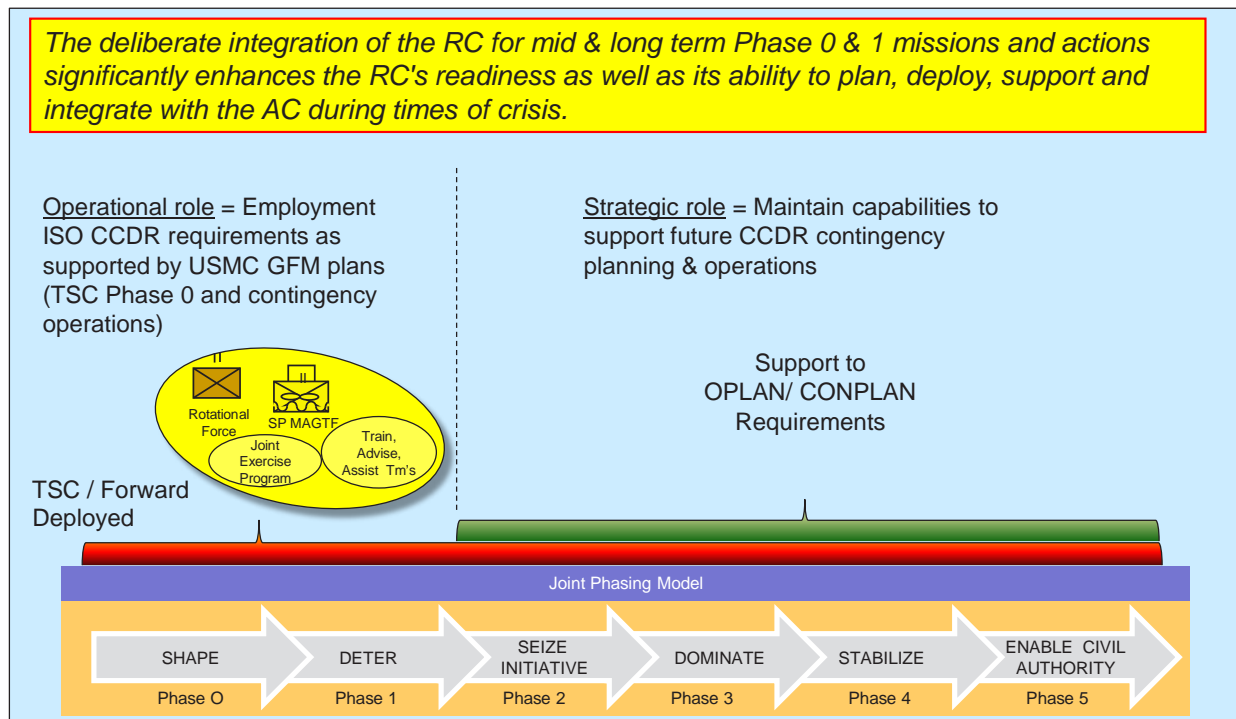 The deliberate integration of the RC for mid & long term Phase 0 & 1 missions and actions
significantly enhances the RC's readiness as well as its ability to plan, deploy, support and
integrate with the AC during times of crisis.
Operational role = Employment
ISO CCDR requirements as
supported by USMC GFM plans
(TSC Phase 0 and contingency
operations)
Strategic role = Maintain capabilities to
support future CCDR contingency
planning & operations
II
II
Rotational
Force
SP MAGTF
Joint
Exercise
Program
Train,
Advise,
Assist Tm's
Support to
OPLAN/ CONPLAN
Requirements
TSC / Forward
Deployed
Joint Phasing Model
SHAPE
DETER
SEIZE
INITIATIVE
DOMINATE
STABILIZE
ENABLE CIVIL
AUTHORITY
Phase O
Phase 1
Phase 2
Phase 3
Phase 4
Phase 5